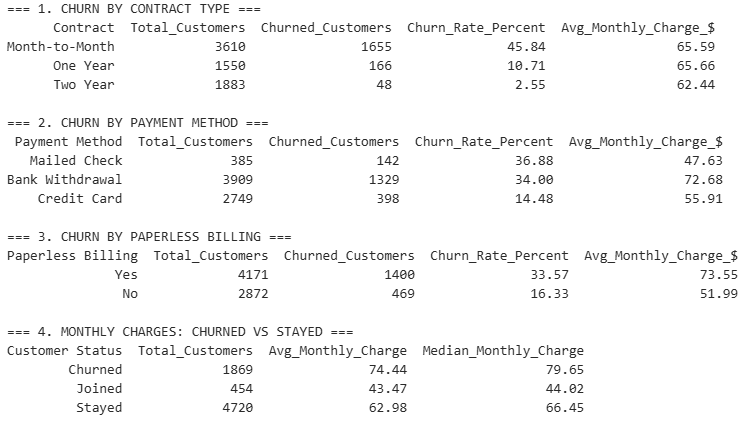 === 1. CHURN BY CONTRACT TYPE ===
Contract Total_Customers Churned_Customers Churn_Rate_Percent Avg_Monthly_Charge_$
Month-to-Month 3610 1655 45.84 65.59
One Year 1550 166 10.71 65.66
Two Year 1883 48 2.55 62.44
=== 2. CHURN BY PAYMENT METHOD ===
Payment Method Total_Customers Churned_Customers Churn_Rate_Percent Avg_Monthly_Charge_$
Mailed Check 385 142 36.88 47.63
Bank Withdrawal 3909 1329 34.00 72.68
Credit Card 2749 398 14.48 55.91
=== 3. CHURN BY PAPERLESS BILLING ===
Paperless Billing Total_Customers Churned_Customers Churn_Rate_Percent Avg_Monthly_Charge_$
Yes 4171 1400 33.57 73.55
No 2872 469 16.33 51.99
=== 4. MONTHLY CHARGES: CHURNED VS STAYED ===
Customer Status Total_Customers Avg_Monthly_Charge Median_Monthly_Charge
Churned 1869 74.44 79.65
Joined 454 43.47 44.02
Stayed 4720 62.98 66.45